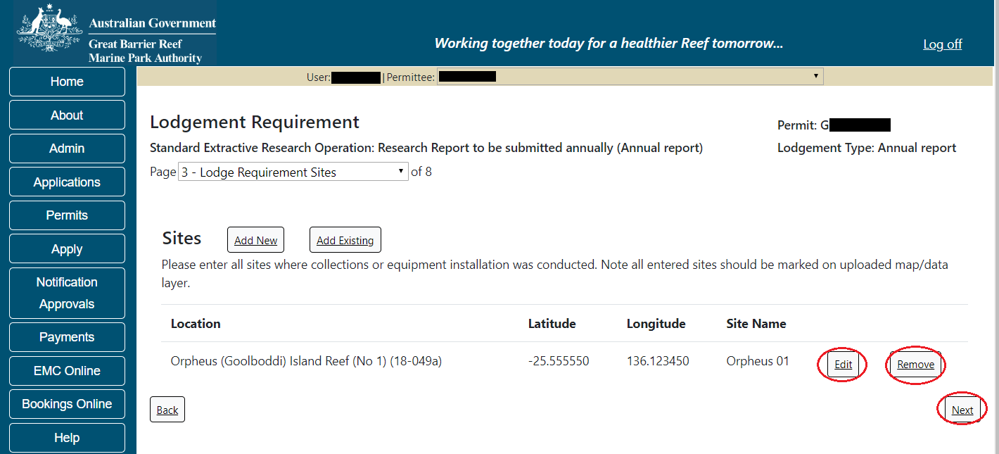 Australian Government
Great Barrier Reef
Marine Park Authority
Working together today for a healthier Reef tomorrow...
Log off
Home
About
Admin
Applications
Permits
Apply
Notification
Approvals
Payments
EMC Online
Bookings Online
Help
User: | Permittee:
Lodgement Requirement
Permit: G
Standard Extractive Research Operation: Research Report to be submitted annually (Annual report)
Lodgement Type: Annual report
Page 3 - Lodge Requirement Sites of 8
Sites Add New Add Existing
Please enter all sites where collections or equipment installation was conducted. Note all entered sites should be marked on uploaded map/data
layer.
Location Latitude Longitude Site Name
Orpheus (Goolboddi) Island Reef (No 1) (18-049a) -25.555550 136.123450 Orpheus 01 Edit Remove
Back Next